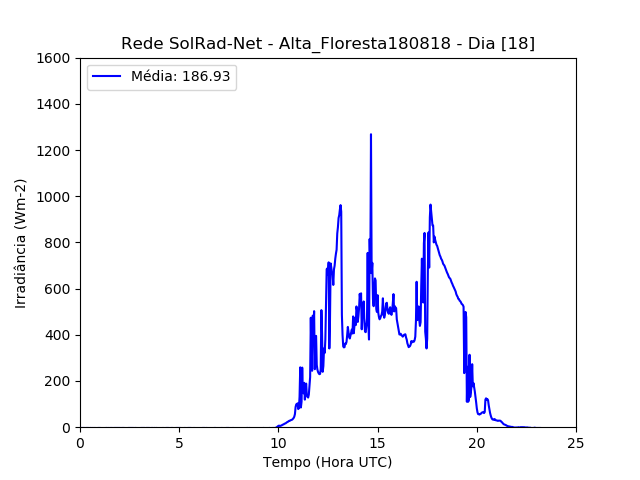 Rede SolRad-Net - Alta_Floresta180818 - Dia [18]
Média: 186.93
1600
1400
1200
1000
800
600
400
200
0
0 5 10 15 20 25
Irradiância (Wm-2)
Tempo (Hora UTC)